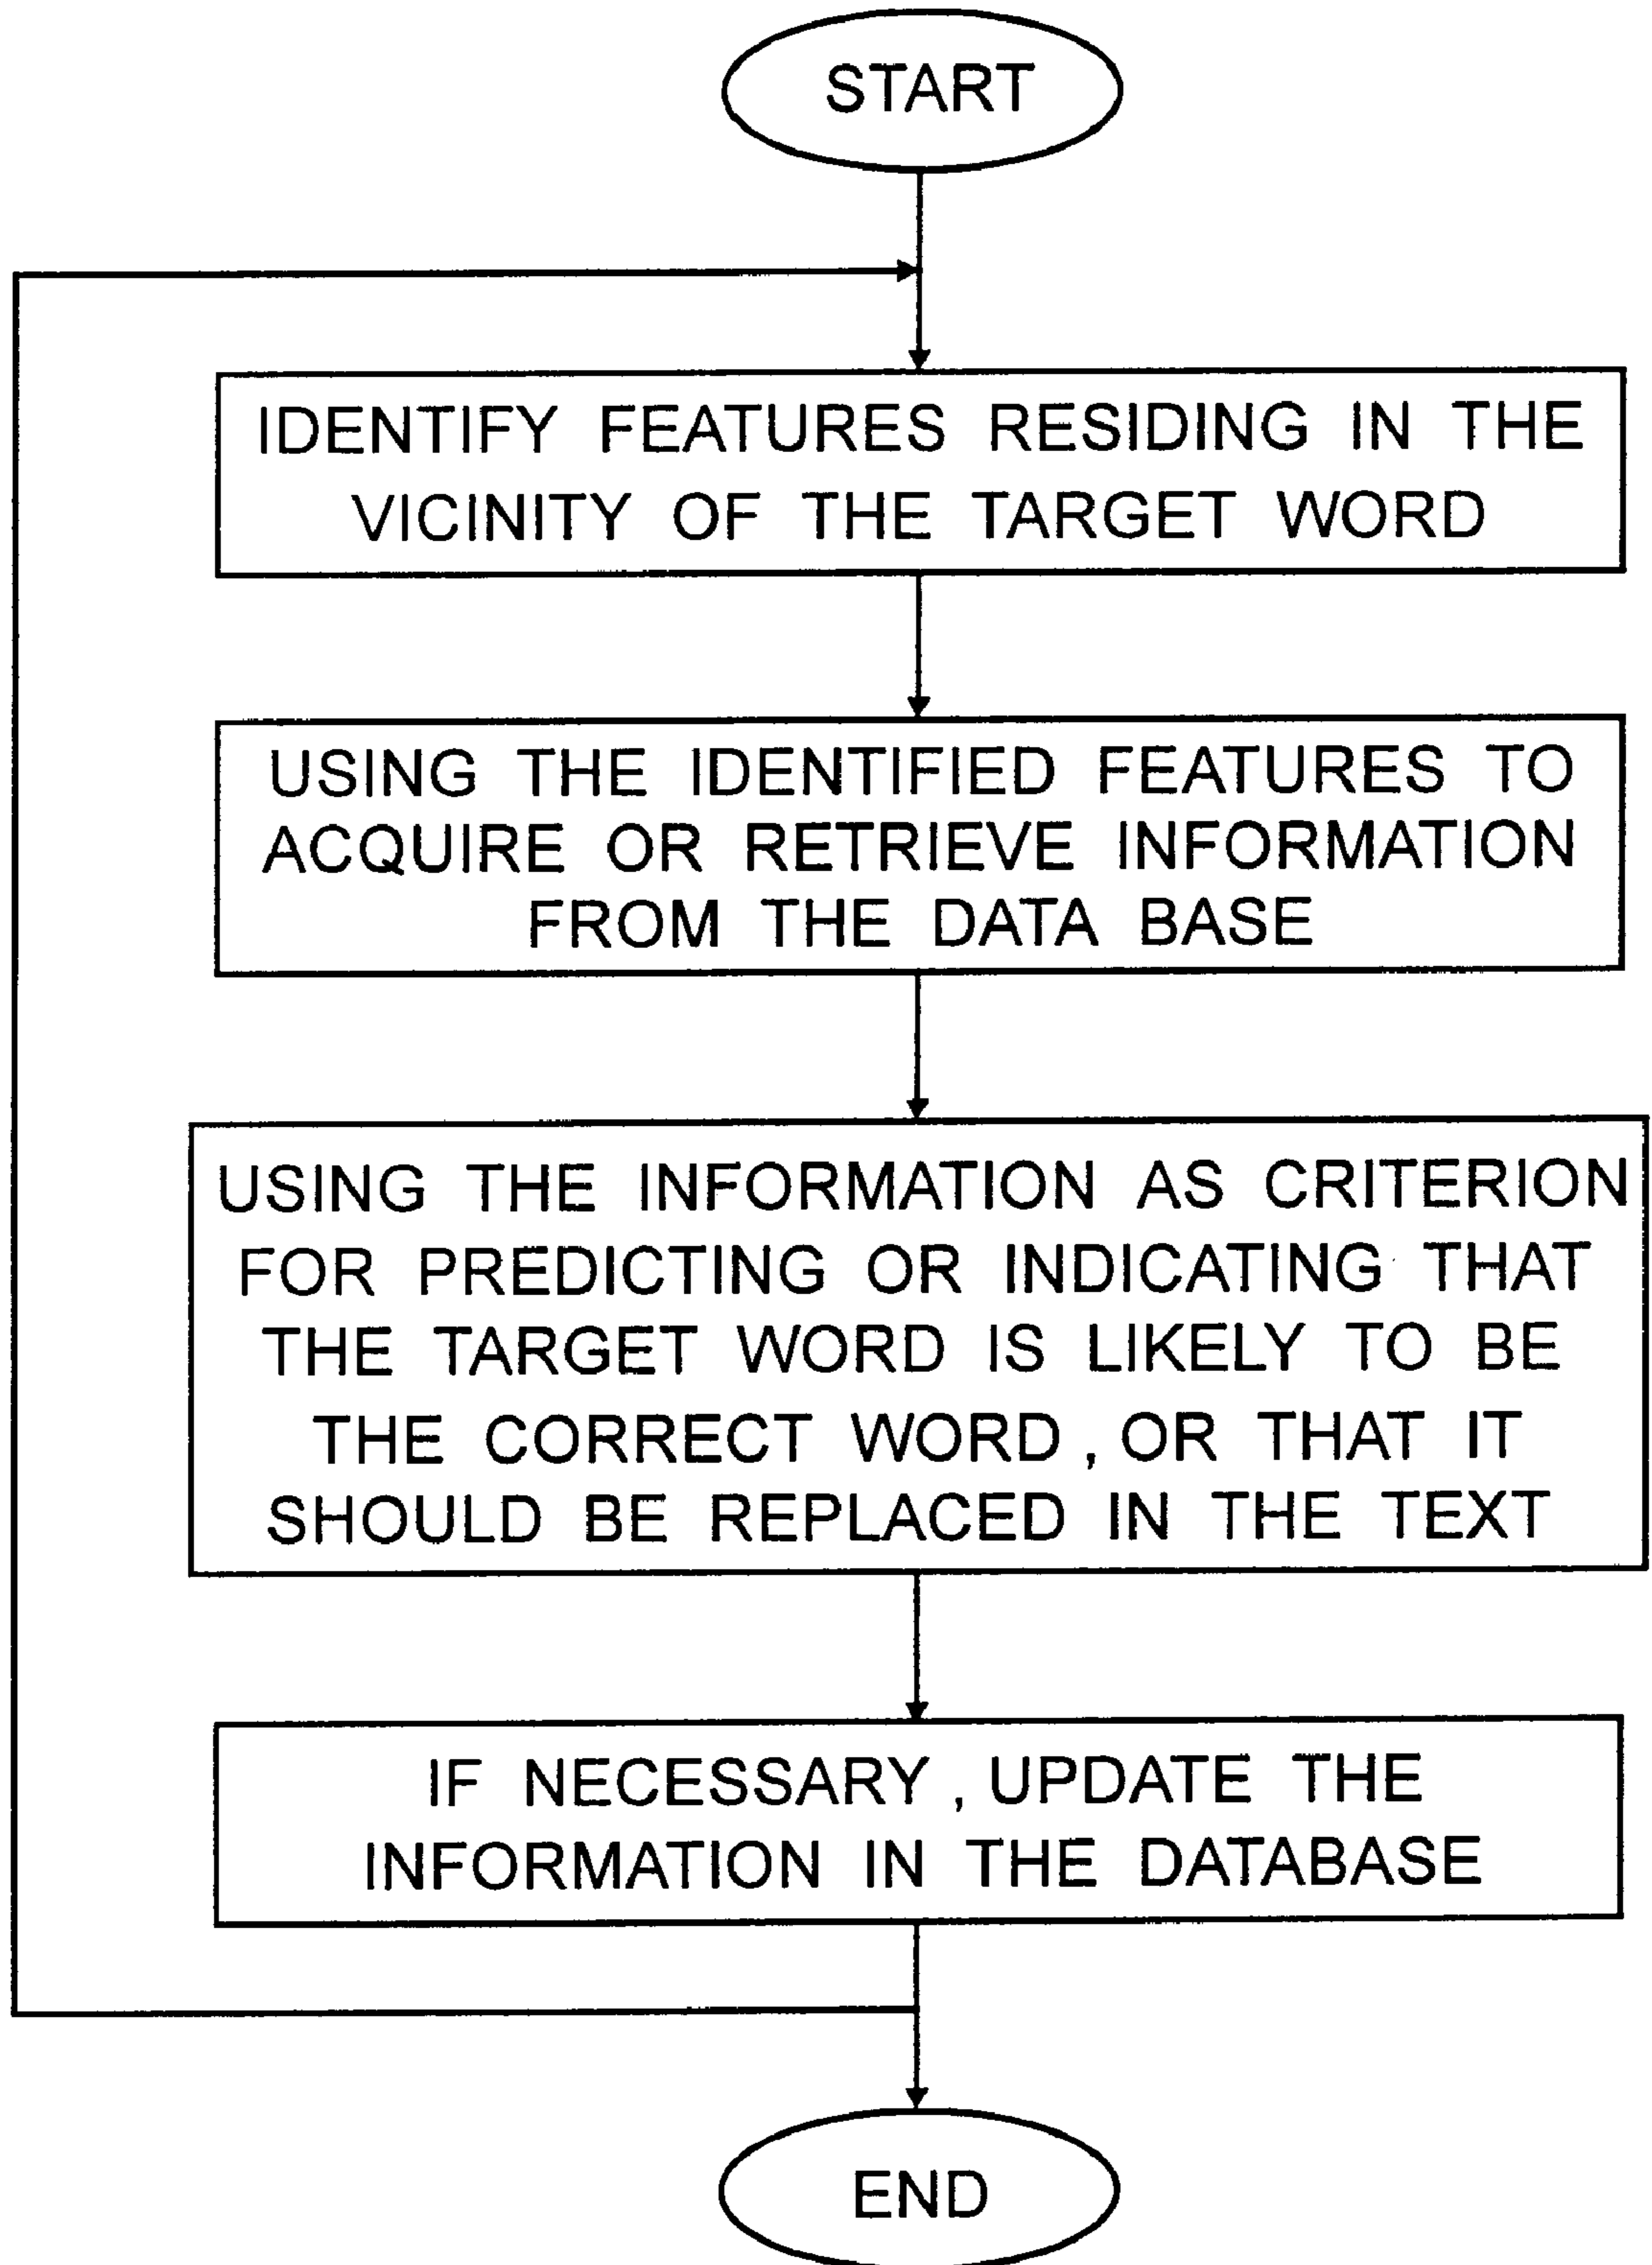 START
IDENTIFY FEATURES RESIDING IN THE
VICINITY OF THE TARGET WORD
USING THE IDENTIFIED FEATURES TO
ACQUIRE OR RETRIEVE INFORMATION
FROM THE DATA BASE
USING THE INFORMATION AS CRITERION
FOR PREDICTING OR INDICATING THAT
THE TARGET WORD IS LIKELY TO BE
THE CORRECT WORD, OR THAT IT
SHOULD BE REPLACED IN THE TEXT
IF NECESSARY, UPDATE THE
INFORMATION IN THE DATABASE
END